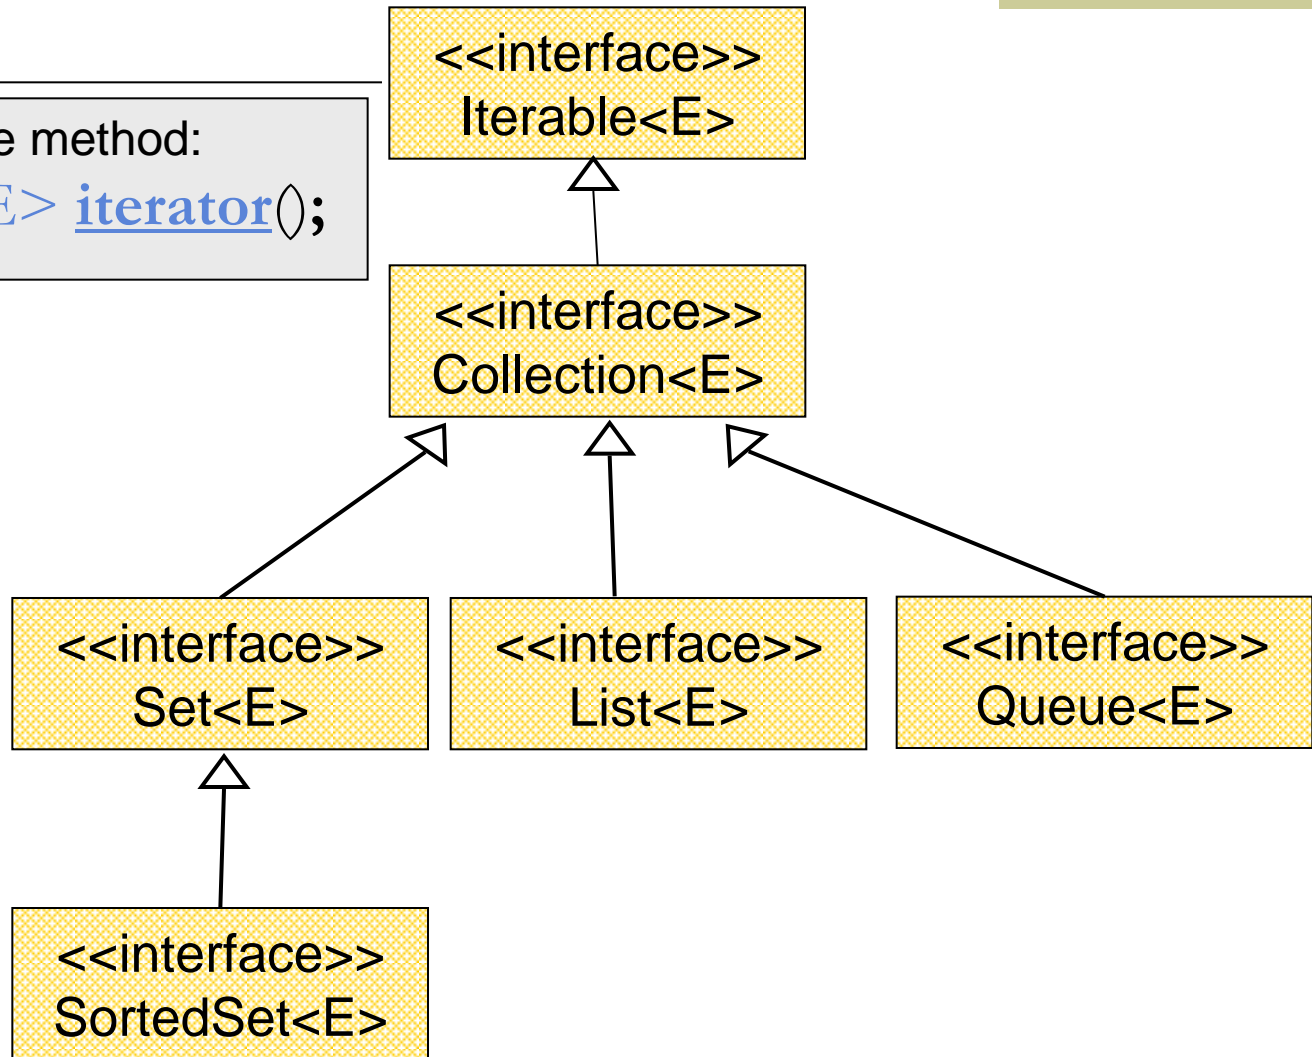 <<interface>>
Iterable<E>
e method:
E> iterator();
<<interface>>
Collection<E>
<<interface>>
Set<E>
<<interface>>
List<E>
<<interface>>
Queue<E>
<<interface>>
SortedSet<E>